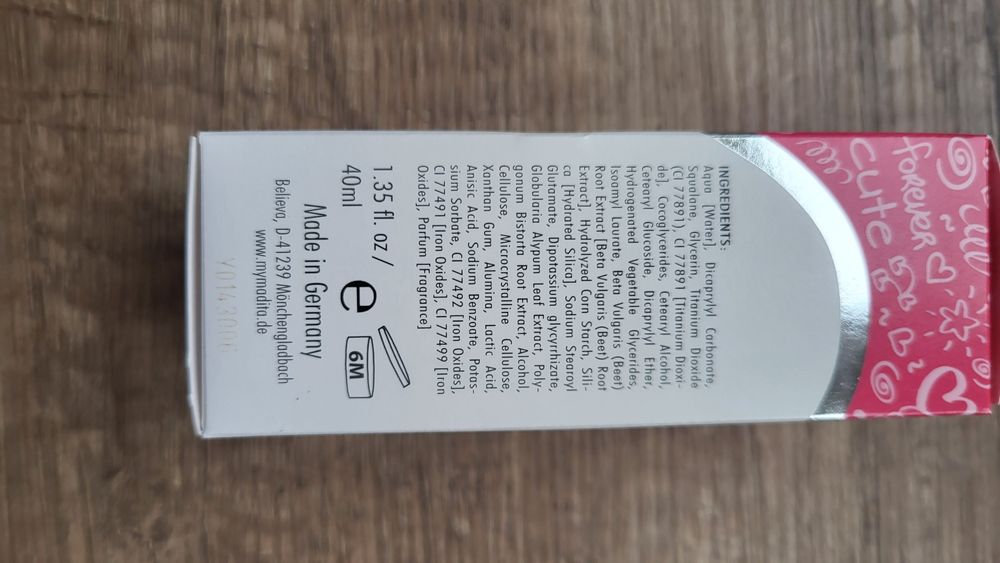 forever
CUTE
INGREDIENTS:
Aqua [Water], Dicaprylyl Carbonate,
Squalane, Glycerin, Titanium Dioxide
(CI 77891), CI 77891 [Titanium Dioxi-
de], Cocoglycerides, Cetearyl Alcohol,
Cetearyl Glucoside, Dicaprylyl Ether,
Hydrogenated Vegetable Glycerides,
Isoamyl Laurate, Beta Vulgaris (Beet)
Root Extract [Beta Vulgaris (Beet) Root
Extract], Hydrolyzed Corn Starch, Sili-
ca [Hydrated Silica], Sodium Stearoyl
Glutamate, Dipotassium glycyrrhizate,
Globularia Alypum Leaf Extract, Poly-
gonum Bistorta Root Extract, Alcohol,
Cellulose, Microcrystalline Cellulose,
Xanthan Gum, Alumina, Lactic Acid,
Anisic Acid, Sodium Benzoate, Potas-
sium Sorbate, CI 77492 [Iron Oxides],
CI 77491 [Iron Oxides], CI 77499 [Iron
Oxides], Parfum [Fragrance]
1.35 fl. oz/
40ml e 6M
Made in Germany
Believa, D-41239 Mönchengladbach
www.mymadita.de
Y0143006